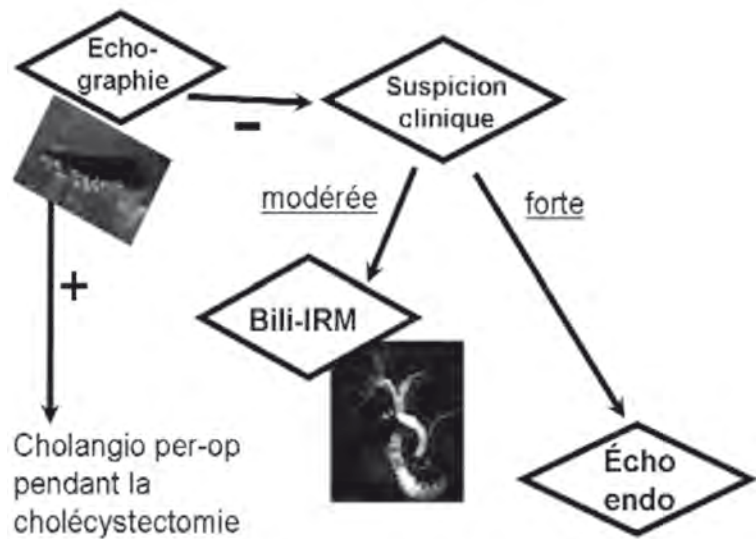 Echo-
graphie
-
Suspicion
clinique
modérée
forte
+
Bili-IRM
Cholangio per-op
pendant la
cholécystectomie
Écho
endo